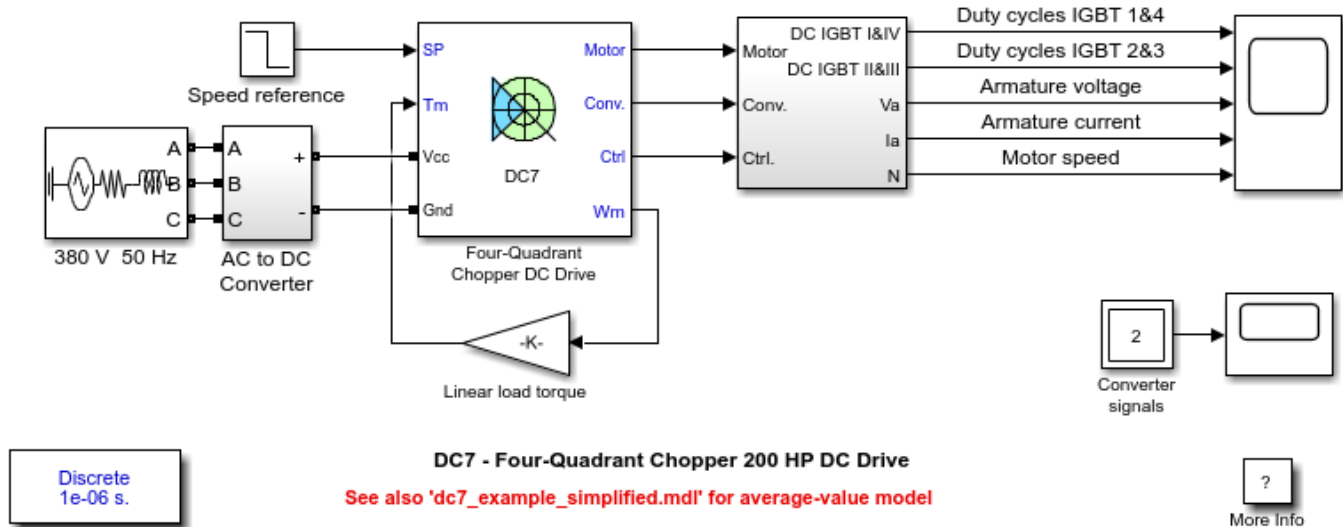 Speed reference
380 V  50 Hz
A
B
C
A
B
C
+
-
AC to DC
Converter
SP
Tm
Vcc
Gnd
DC7
Motor
Conv.
Ctrl
Wm
Four-Quadrant
Chopper DC Drive
-K-
Linear load torque
Motor
Conv.
Ctrl.
DC IGBT I&IV
DC IGBT II&III
Va
Ia
N
Duty cycles IGBT 1&4
Duty cycles IGBT 2&3
Armature voltage
Armature current
Motor speed
2
Converter
signals
Discrete
1e-06 s.
DC7 - Four-Quadrant Chopper 200 HP DC Drive
See also 'dc7_example_simplified.mdl' for average-value model
?
More Info